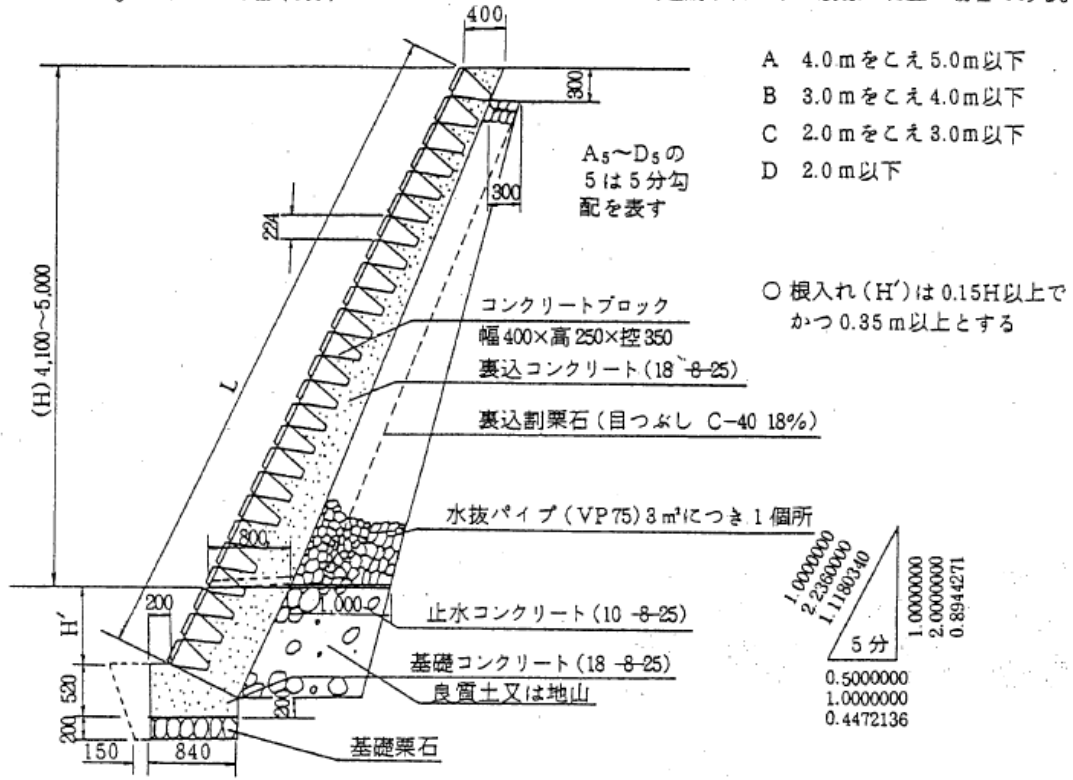 400
A 4.0mをこえ5.0m以下
B 3.0mをこえ4.0m以下
C 2.0mをこえ3.0m以下
D 2.0m以下
300
A₅~D₅の
5は5分勾
配を表す
300
224
○ 根入れ(H′)は0.15H以上で
かつ0.35m以上とする
コンクリートブロック
幅400×高250×控350
裏込コンクリート(18-8-25)
裏込割栗石(目つぶし C-40 18%)
(H) 4,100~5,000
L
水抜パイプ(VP75)3㎡につき1個所
800
200
1,000
止水コンクリート(10-8-25)
H′
基礎コンクリート(18-8-25)
良質土又は地山
520
200
200
150
840
基礎栗石
1.0000000
2.2360000
1.1180340
1.0000000
2.0000000
0.8944271
5分
0.5000000
1.0000000
0.4472136